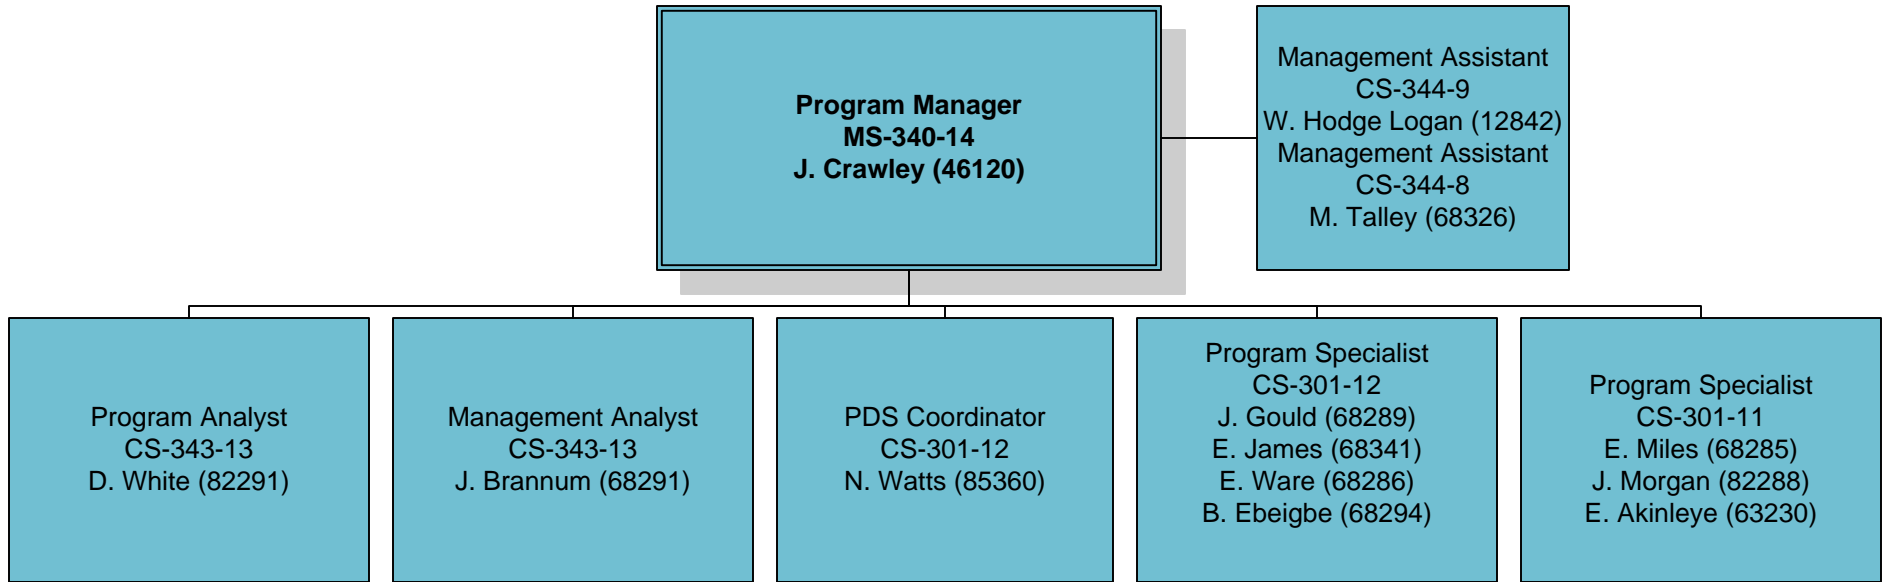 Program Manager
MS-340-14
J. Crawley (46120)
Management Assistant
CS-344-9
W. Hodge Logan (12842)
Management Assistant
CS-344-8
M. Talley (68326)
Program Analyst
CS-343-13
D. White (82291)
Management Analyst
CS-343-13
J. Brannum (68291)
PDS Coordinator
CS-301-12
N. Watts (85360)
Program Specialist
CS-301-12
J. Gould (68289)
E. James (68341)
E. Ware (68286)
B. Ebeigbe (68294)
Program Specialist
CS-301-11
E. Miles (68285)
J. Morgan (82288)
E. Akinleye (63230)